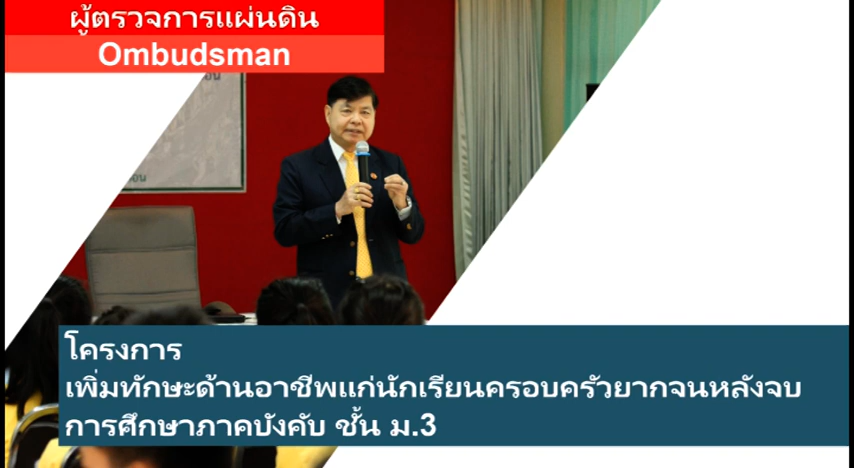 ผู้ตรวจการแผ่นดิน
Ombudsman
โครงการ
เพิ่มทักษะด้านอาชีพแก่นักเรียนครอบครัวยากจนหลังจบ
การศึกษาภาคบังคับ ชั้น ม.3